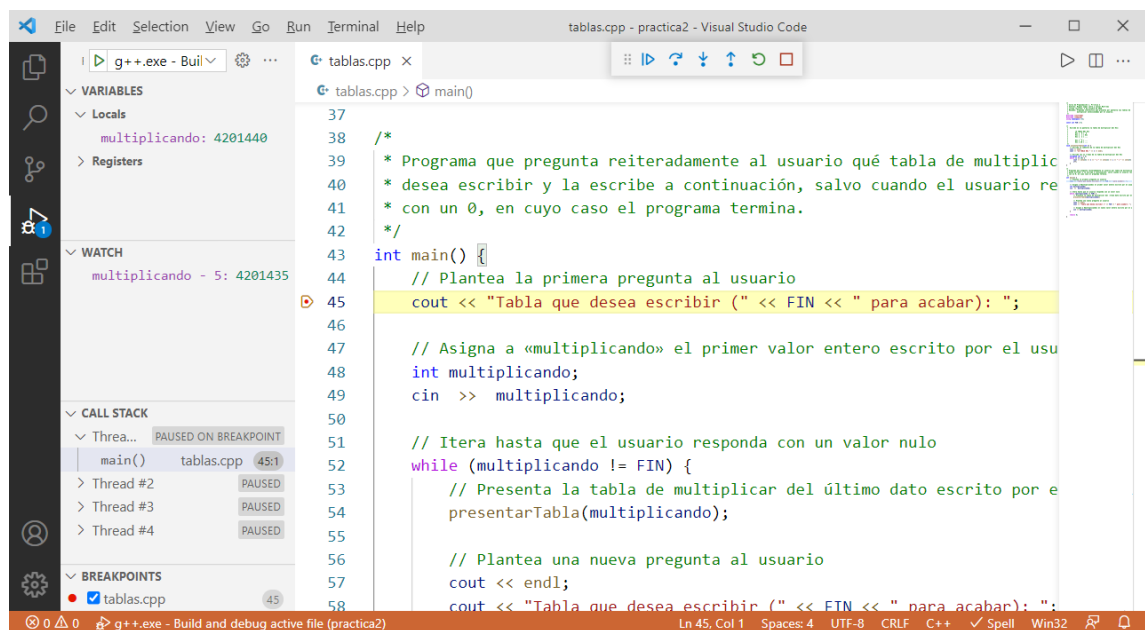 File Edit Selection View Go Run Terminal Help tablas.cpp - practica2 - Visual Studio Code
g++.exe - Buil
tablas.cpp
VARIABLES
Locals
multiplicando: 4201440
Registers
WATCH
multiplicando - 5: 4201435
CALL STACK
Threa... PAUSED ON BREAKPOINT
main() tablas.cpp 45:1
Thread #2 PAUSED
Thread #3 PAUSED
Thread #4 PAUSED
BREAKPOINTS
tablas.cpp 45
1
tablas.cpp > main()
37
38 /*
39 * Programa que pregunta reiteradamente al usuario qué tabla de multiplic
40 * desea escribir y la escribe a continuación, salvo cuando el usuario re
41 * con un 0, en cuyo caso el programa termina.
42 */
43 int main() {
44 // Plantea la primera pregunta al usuario
45 cout << "Tabla que desea escribir (" << FIN << " para acabar): ";
46
47 // Asigna a «multiplicando» el primer valor entero escrito por el usu
48 int multiplicando;
49 cin >> multiplicando;
50
51 // Itera hasta que el usuario responda con un valor nulo
52 while (multiplicando != FIN) {
53 // Presenta la tabla de multiplicar del último dato escrito por e
54 presentarTabla(multiplicando);
55
56 // Plantea una nueva pregunta al usuario
57 cout << endl;
58 cout << "Tabla que desea escribir (" << FIN << " para acabar): ";
0 0 g++.exe - Build and debug active file (practica2) Ln 45, Col 1 Spaces: 4 UTF-8 CRLF C++ Spell Win32